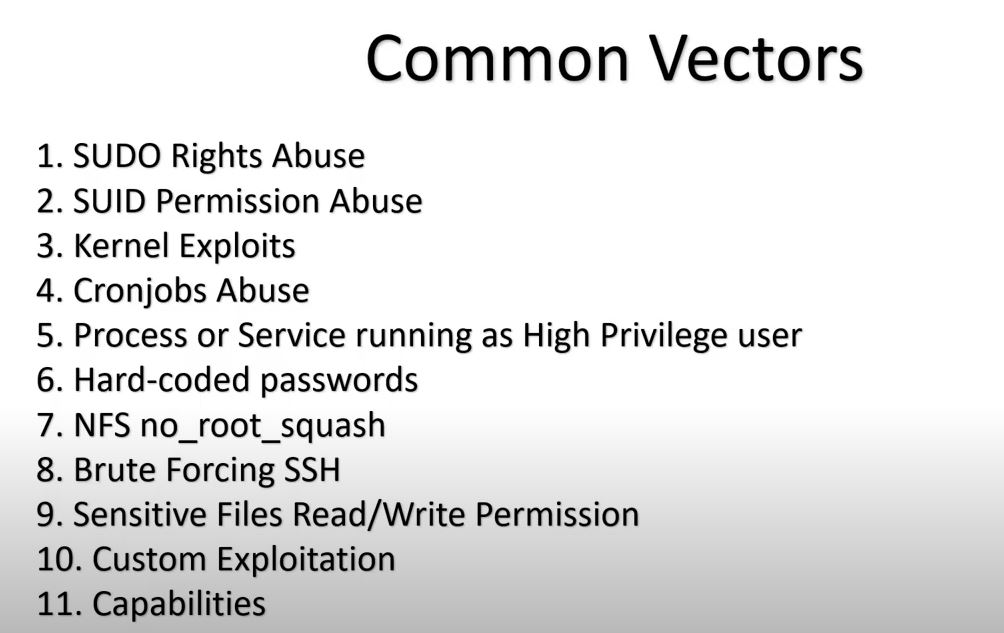 Common Vectors
1. SUDO Rights Abuse
2. SUID Permission Abuse
3. Kernel Exploits
4. Cronjobs Abuse
5. Process or Service running as High Privilege user
6. Hard-coded passwords
7. NFS no_root_squash
8. Brute Forcing SSH
9. Sensitive Files Read/Write Permission
10. Custom Exploitation
11. Capabilities